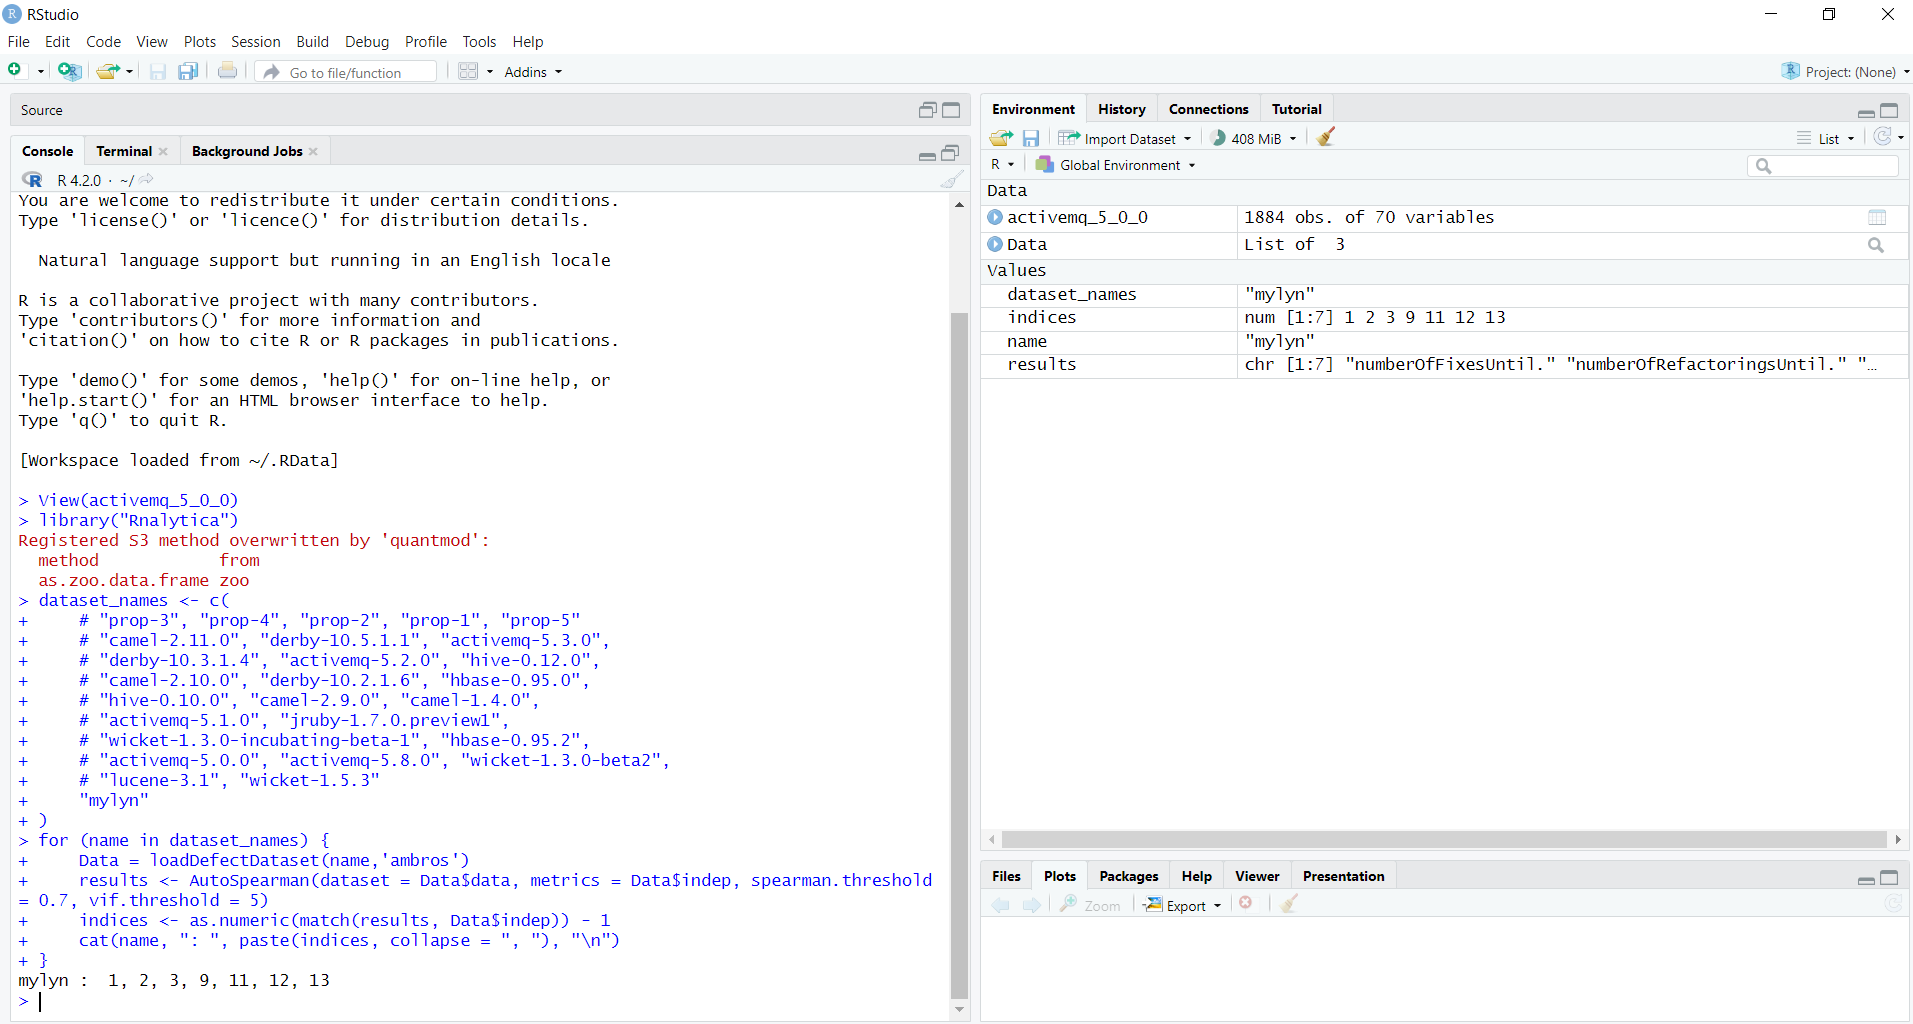 RStudio
File Edit Code View Plots Session Build Debug Profile Tools Help
Go to file/function Addins Project: (None)
Source
Console Terminal Background Jobs
R 4.2.0 · ~/
You are welcome to redistribute it under certain conditions.
Type 'license()' or 'licence()' for distribution details.
Natural language support but running in an English locale
R is a collaborative project with many contributors.
Type 'contributors()' for more information and
'citation()' on how to cite R or R packages in publications.
Type 'demo()' for some demos, 'help()' for on-line help, or
'help.start()' for an HTML browser interface to help.
Type 'q()' to quit R.
[Workspace loaded from ~/.RData]
> View(activemq_5_0_0)
> library("Rnalytica")
Registered S3 method overwritten by 'quantmod':
method from
as.zoo.data.frame zoo
> dataset_names <- c(
+ # "prop-3", "prop-4", "prop-2", "prop-1", "prop-5"
+ # "camel-2.11.0", "derby-10.5.1.1", "activemq-5.3.0",
+ # "derby-10.3.1.4", "activemq-5.2.0", "hive-0.12.0",
+ # "camel-2.10.0", "derby-10.2.1.6", "hbase-0.95.0",
+ # "hive-0.10.0", "camel-2.9.0", "camel-1.4.0",
+ # "activemq-5.1.0", "jruby-1.7.0.preview1",
+ # "wicket-1.3.0-incubating-beta-1", "hbase-0.95.2",
+ # "activemq-5.0.0", "activemq-5.8.0", "wicket-1.3.0-beta2",
+ # "lucene-3.1", "wicket-1.5.3"
+ "mylyn"
+ )
> for (name in dataset_names) {
+ Data = loadDefectDataset(name,'ambros')
+ results <- AutoSpearman(dataset = Data$data, metrics = Data$indep, spearman.threshold
= 0.7, vif.threshold = 5)
+ indices <- as.numeric(match(results, Data$indep)) - 1
+ cat(name, ": ", paste(indices, collapse = ", "), "\n")
+ }
mylyn : 1, 2, 3, 9, 11, 12, 13
>
Environment History Connections Tutorial
Import Dataset 408 MiB List
R Global Environment
Data
activemq_5_0_0 1884 obs. of 70 variables
Data List of 3
Values
dataset_names "mylyn"
indices num [1:7] 1 2 3 9 11 12 13
name "mylyn"
results chr [1:7] "numberOfFixesUntil." "numberOfRefactoringsUntil." "…
Files Plots Packages Help Viewer Presentation
Zoom Export